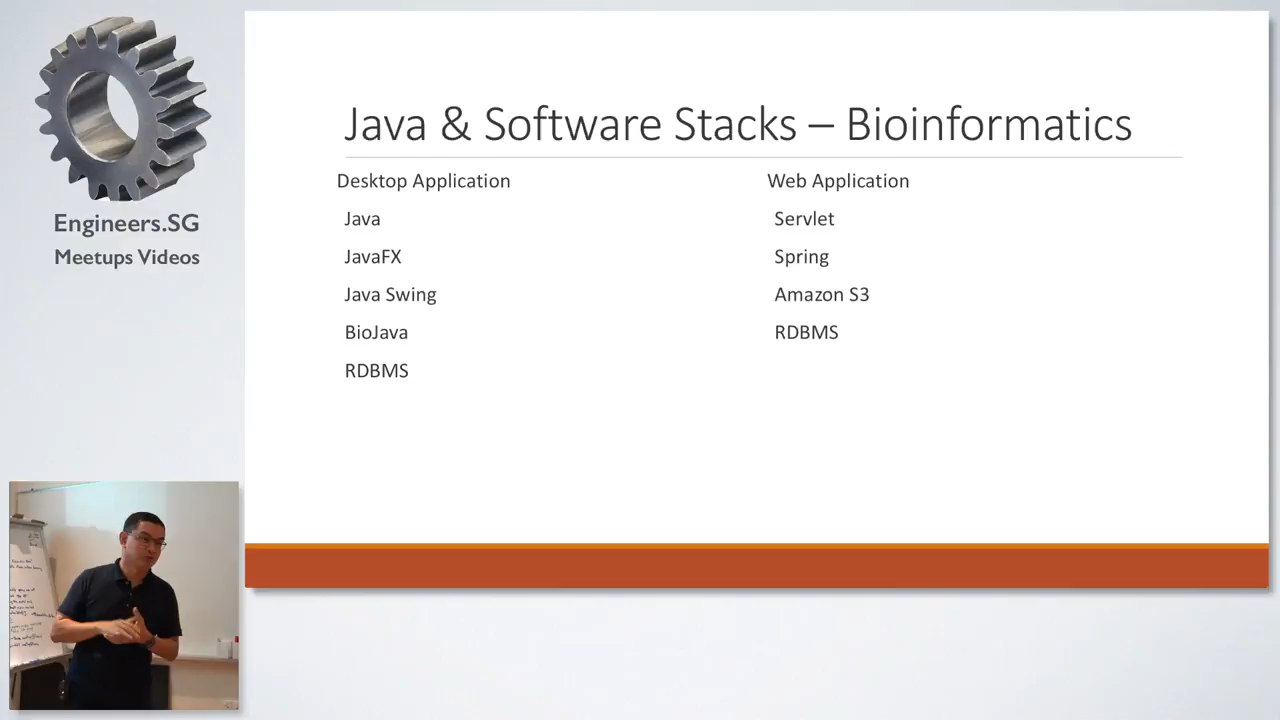 Engineers.SG
Meetups Videos
Java & Software Stacks – Bioinformatics
Desktop Application
Java
JavaFX
Java Swing
BioJava
RDBMS
Web Application
Servlet
Spring
Amazon S3
RDBMS